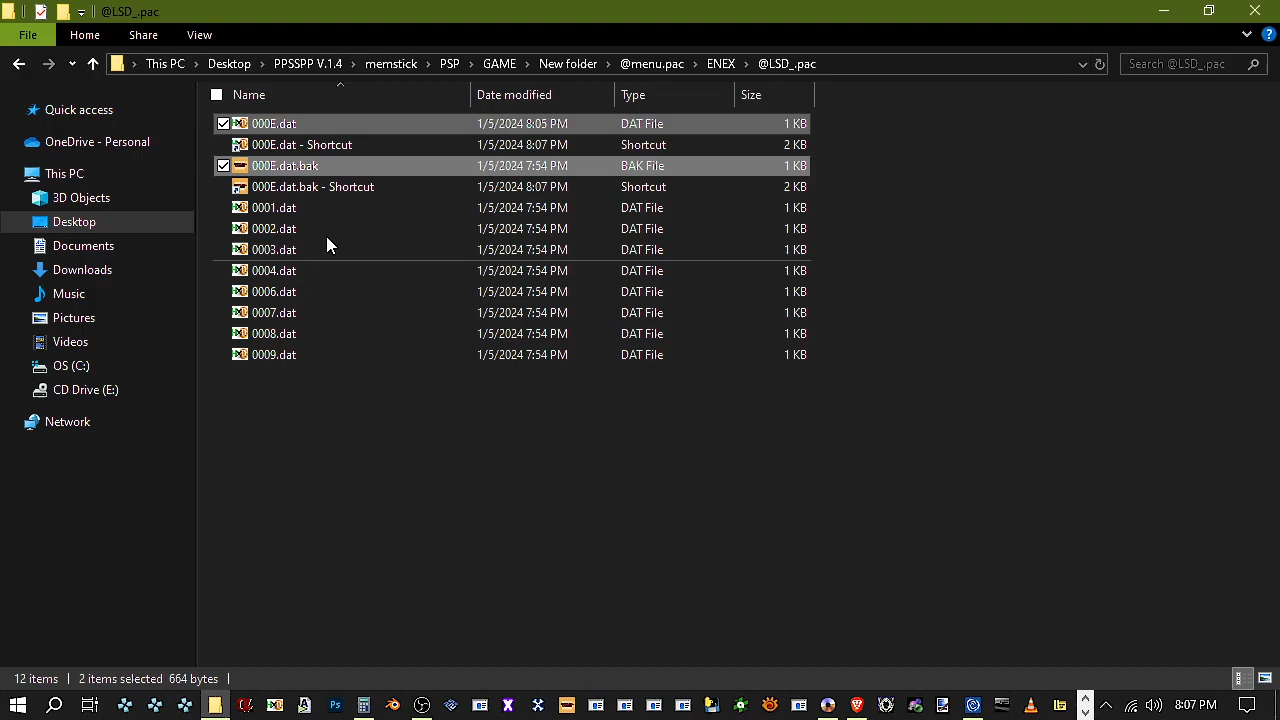 @LSD_.pac
File Home Share View
This PC Desktop PPSSPP V.1.4 memstick PSP GAME New folder @menu.pac ENEX @LSD_.pac Search @LSD_.pac
Name Date modified Type Size
Quick access
OneDrive - Personal
This PC
3D Objects
Desktop
Documents
Downloads
Music
Pictures
Videos
OS (C:)
CD Drive (E:)
Network
000E.dat 1/5/2024 8:05 PM DAT File 1 KB
000E.dat - Shortcut 1/5/2024 8:07 PM Shortcut 2 KB
000E.dat.bak 1/5/2024 7:54 PM BAK File 1 KB
000E.dat.bak - Shortcut 1/5/2024 8:07 PM Shortcut 2 KB
0001.dat 1/5/2024 7:54 PM DAT File 1 KB
0002.dat 1/5/2024 7:54 PM DAT File 1 KB
0003.dat 1/5/2024 7:54 PM DAT File 1 KB
0004.dat 1/5/2024 7:54 PM DAT File 1 KB
0006.dat 1/5/2024 7:54 PM DAT File 1 KB
0007.dat 1/5/2024 7:54 PM DAT File 1 KB
0008.dat 1/5/2024 7:54 PM DAT File 1 KB
0009.dat 1/5/2024 7:54 PM DAT File 1 KB
12 items 2 items selected 664 bytes
8:07 PM